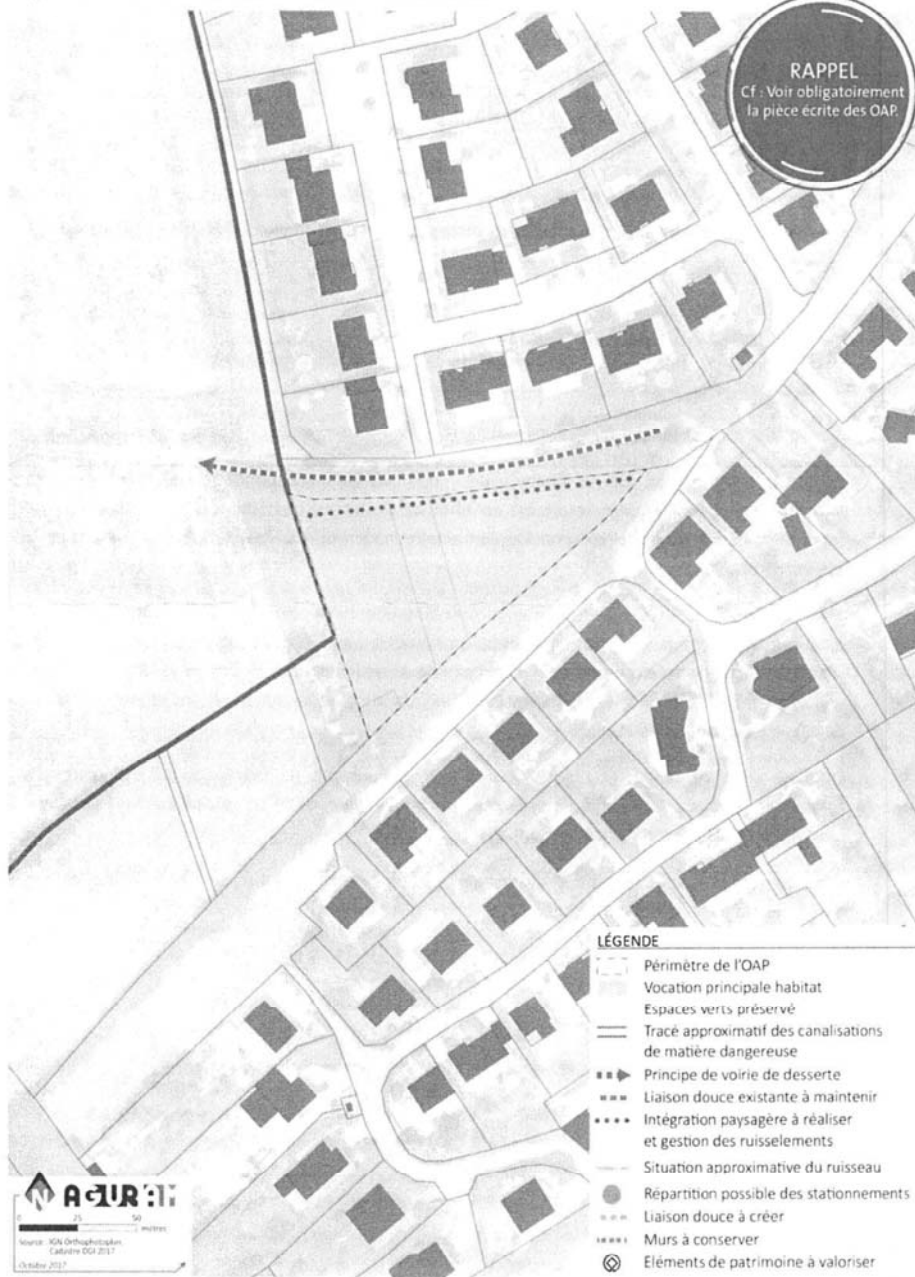 RAPPEL
Cf : Voir obligatoirement
la pièce écrite des OAP.
LÉGENDE
Périmètre de l'OAP
Vocation principale habitat
Espaces verts préservé
Tracé approximatif des canalisations
de matière dangereuse
Principe de voirie de desserte
Liaison douce existante à maintenir
Intégration paysagère à réaliser
et gestion des ruisselements
Situation approximative du ruisseau
Répartition possible des stationnements
Liaison douce à créer
Murs à conserver
Eléments de patrimoine à valoriser
N
0 25 50
mètres
Source : IGN Orthophotoplan,
Cadastre DGI 2017
Octobre 2017